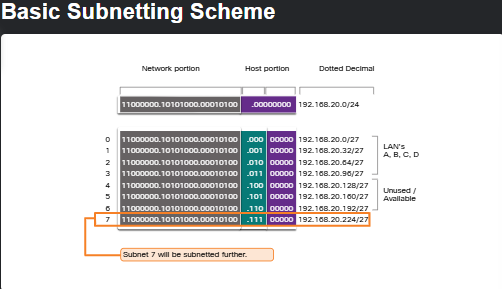 Basic Subnetting Scheme
Network portion Host portion Dotted Decimal
11000000.10101000.00010100 .00000000 192.168.20.0/24
0 11000000.10101000.00010100 .000 00000 192.168.20.0/27
1 11000000.10101000.00010100 .001 00000 192.168.20.32/27
2 11000000.10101000.00010100 .010 00000 192.168.20.64/27
3 11000000.10101000.00010100 .011 00000 192.168.20.96/27
LAN's
A, B, C, D
4 11000000.10101000.00010100 .100 00000 192.168.20.128/27
5 11000000.10101000.00010100 .101 00000 192.168.20.160/27
6 11000000.10101000.00010100 .110 00000 192.168.20.192/27
Unused /
Available
7 11000000.10101000.00010100 .111 00000 192.168.20.224/27
Subnet 7 will be subnetted further.